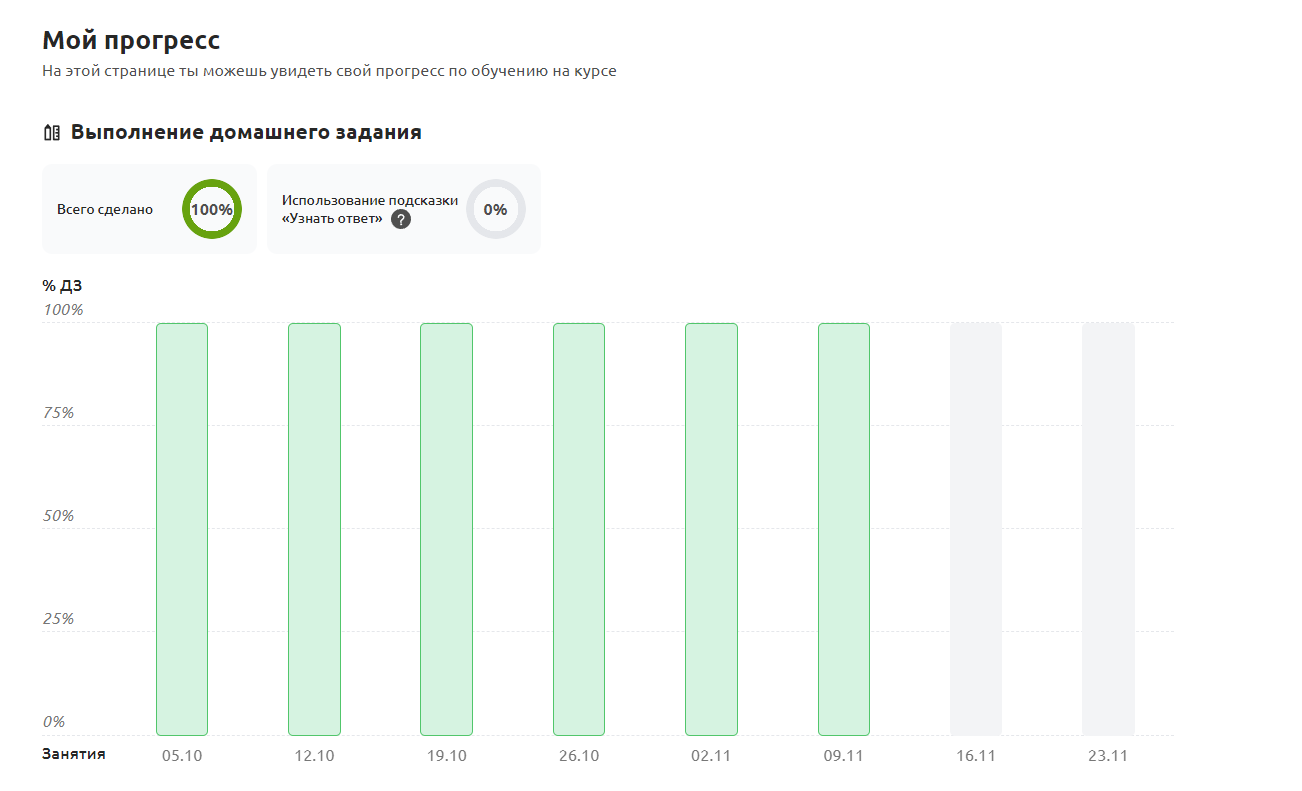 Мой прогресс
На этой странице ты можешь увидеть свой прогресс по обучению на курсе
Выполнение домашнего задания
Всего сделано
100%
Использование подсказки
«Узнать ответ» ?
0%
% ДЗ
100%
75%
50%
25%
0%
Занятия 05.10 12.10 19.10 26.10 02.11 09.11 16.11 23.11